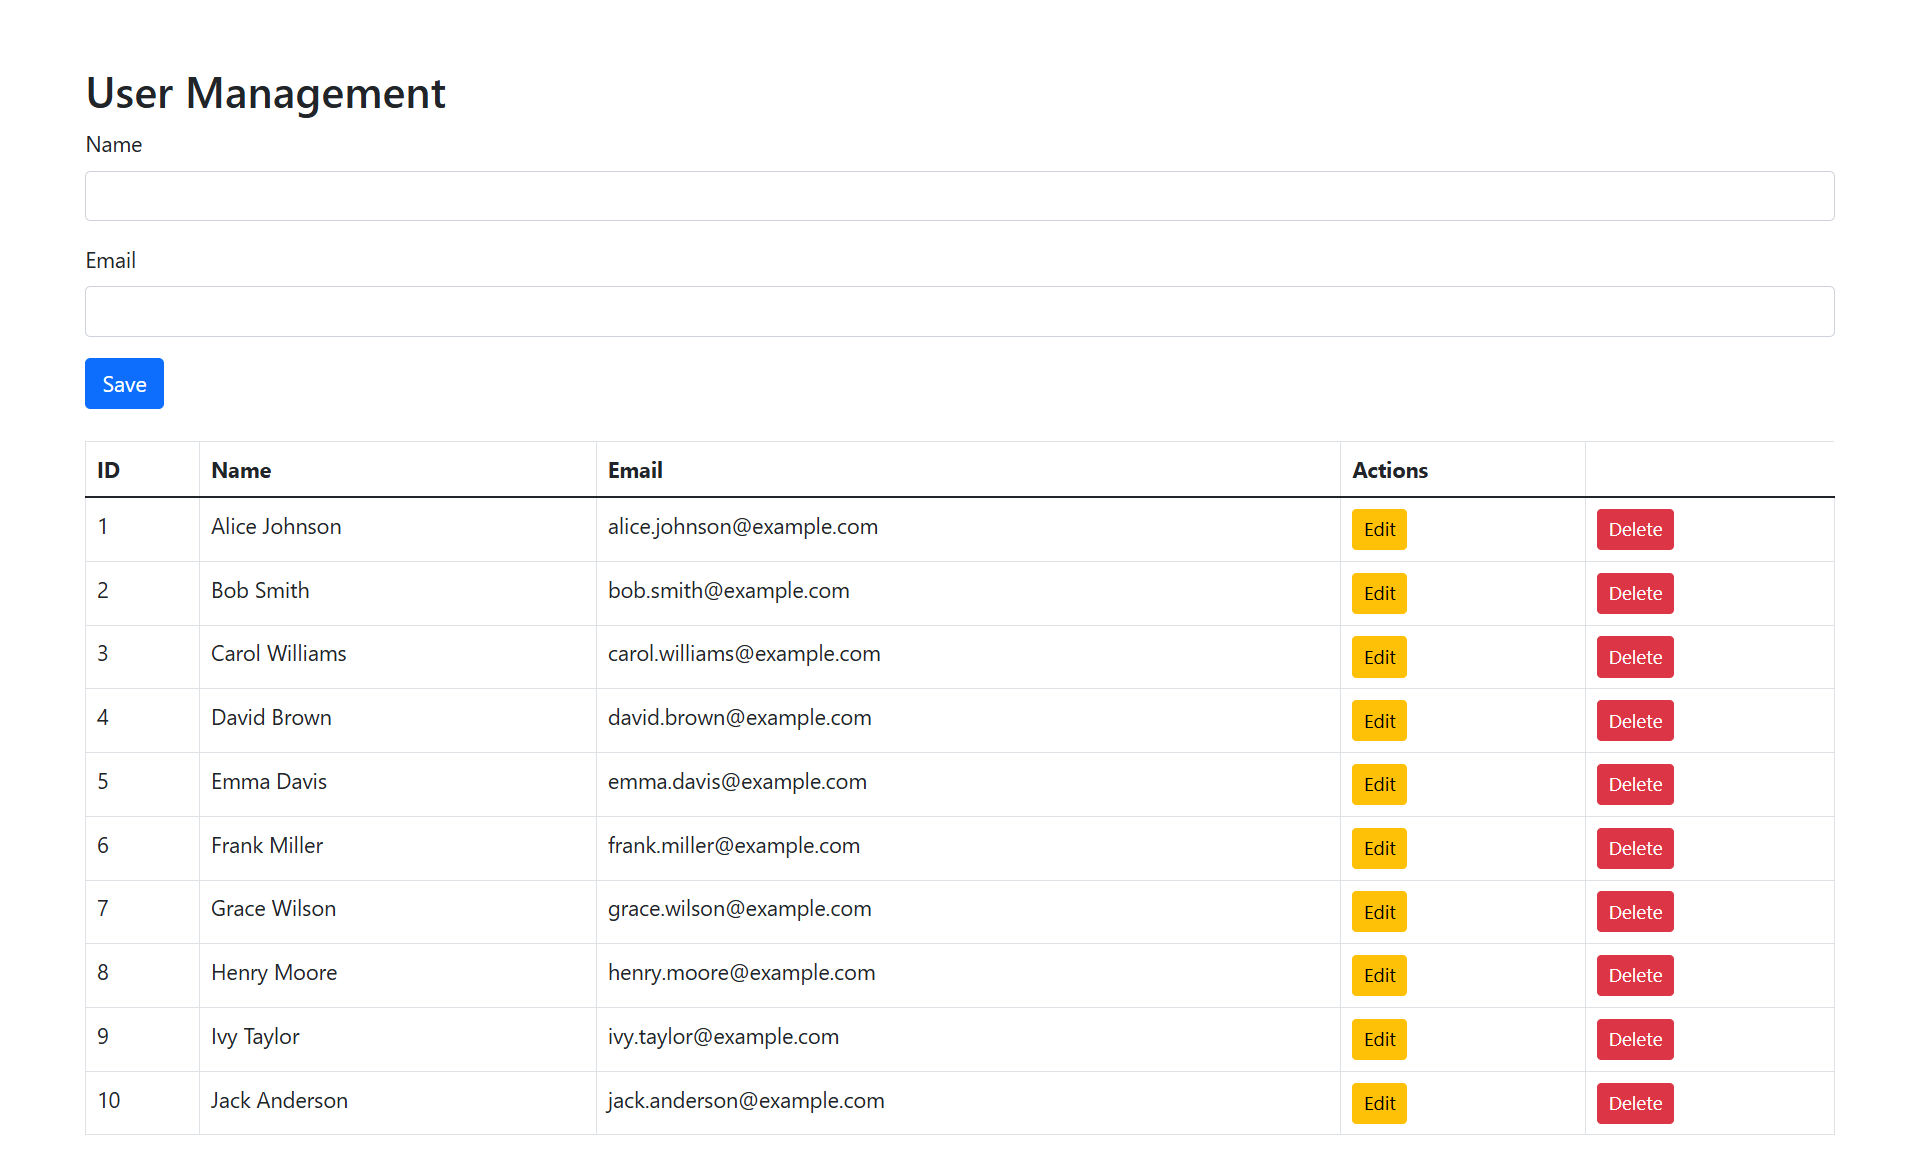 User Management
Name
Email
Save
ID Name Email Actions
1 Alice Johnson alice.johnson@example.com Edit Delete
2 Bob Smith bob.smith@example.com Edit Delete
3 Carol Williams carol.williams@example.com Edit Delete
4 David Brown david.brown@example.com Edit Delete
5 Emma Davis emma.davis@example.com Edit Delete
6 Frank Miller frank.miller@example.com Edit Delete
7 Grace Wilson grace.wilson@example.com Edit Delete
8 Henry Moore henry.moore@example.com Edit Delete
9 Ivy Taylor ivy.taylor@example.com Edit Delete
10 Jack Anderson jack.anderson@example.com Edit Delete